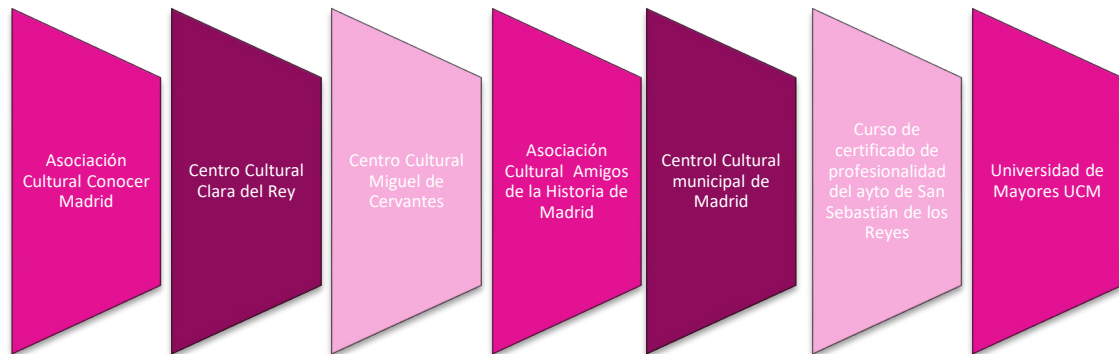 Asociación
Cultural Conocer
Madrid
Centro Cultural
Clara del Rey
Centro Cultural
Miguel de
Cervantes
Asociación
Cultural Amigos
de la Historia de
Madrid
Centrol Cultural
municipal de
Madrid
Curso de
certificado de
profesionalidad
del ayto de San
Sebastián de los
Reyes
Universidad de
Mayores UCM